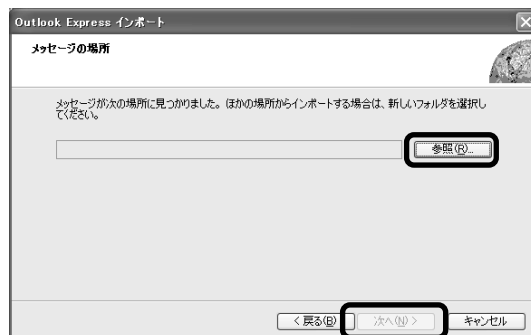 Outlook Express インポート
メッセージの場所
メッセージが次の場所に見つかりました。ほかの場所からインポートする場合は、新しいフォルダを選択し
てください。
参照(R)...
< 戻る(B)
次へ(N) >
キャンセル